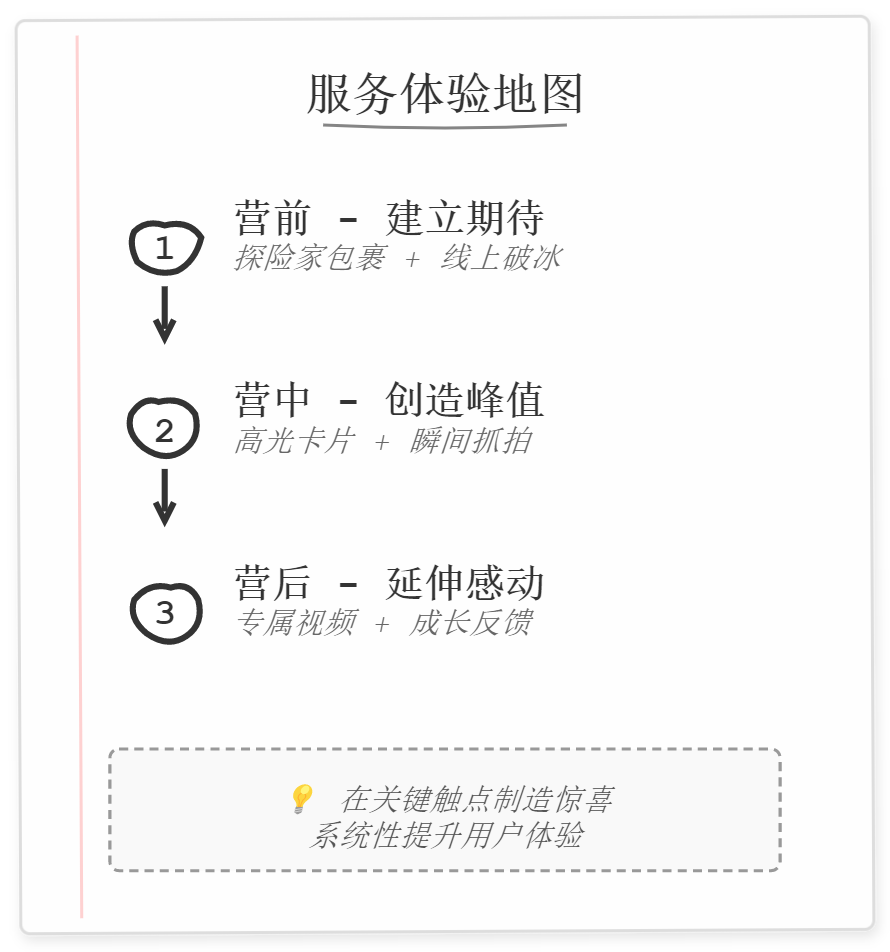 服务体验地图
1
营前 - 建立期待
探险家包裹 + 线上破冰
2
营中 - 创造峰值
高光卡片 + 瞬间抓拍
3
营后 - 延伸感动
专属视频 + 成长反馈
💡 在关键触点制造惊喜
系统性提升用户体验